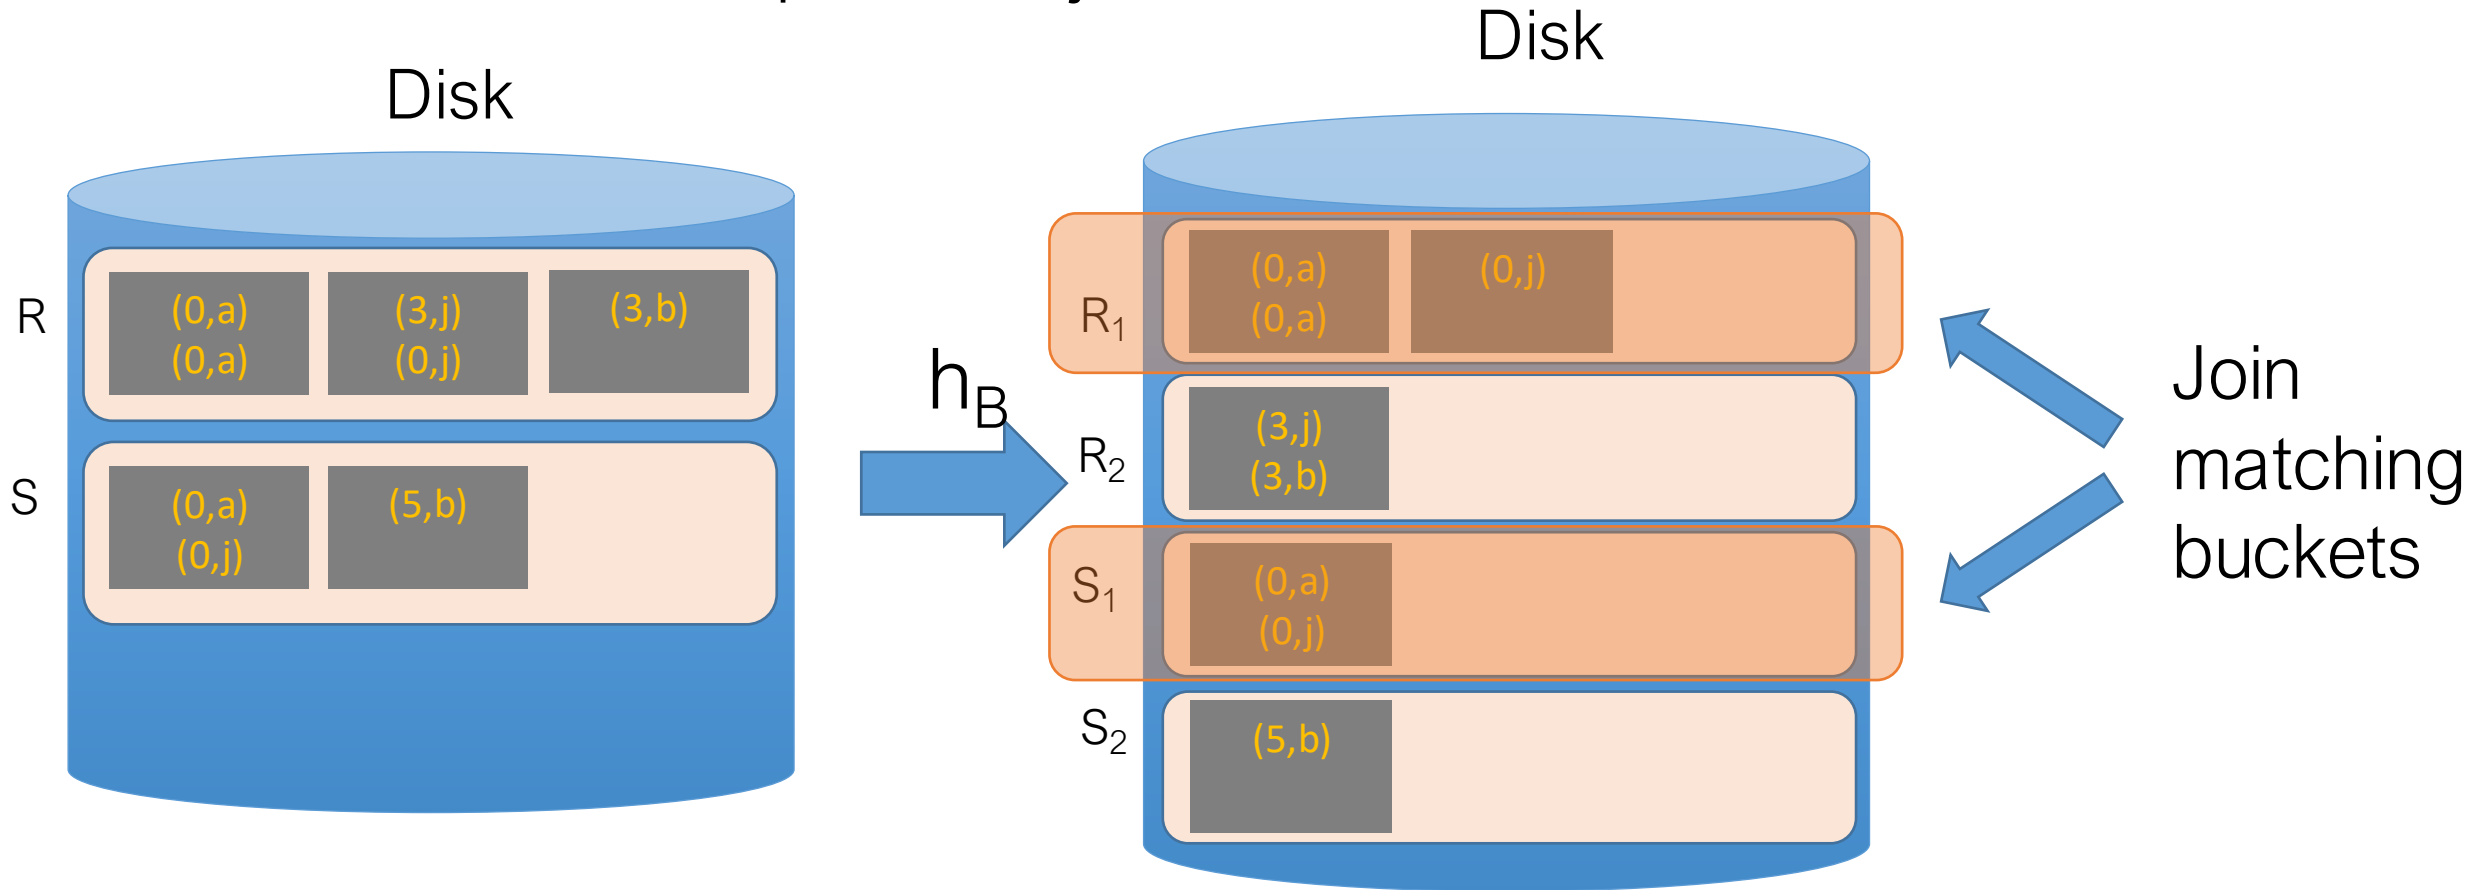 Disk
R
(0,a)
(0,a)
(3,j)
(0,j)
(3,b)
S
(0,a)
(0,j)
(5,b)
hB
Disk
R1
(0,a)
(0,a)
(0,j)
R2
(3,j)
(3,b)
S1
(0,a)
(0,j)
S2
(5,b)
Join
matching
buckets